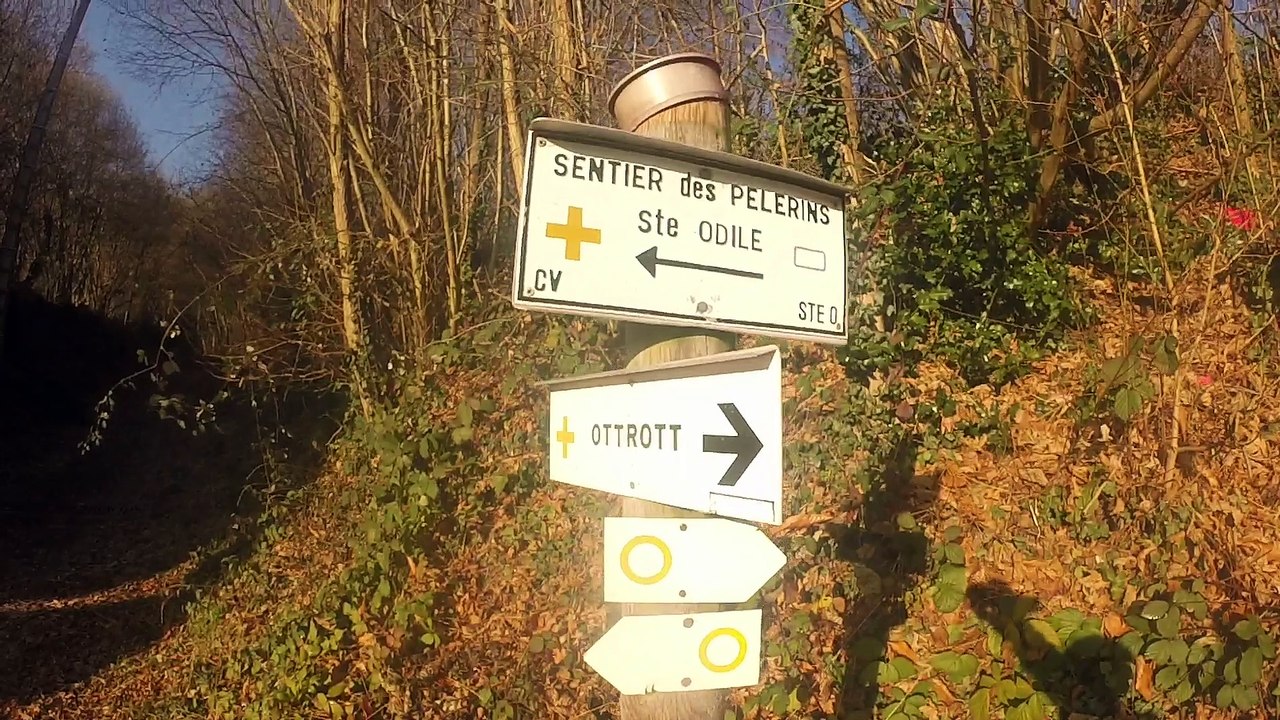 SENTIER des PELERINS
Ste ODILE
CV
STE O
OTTROTT